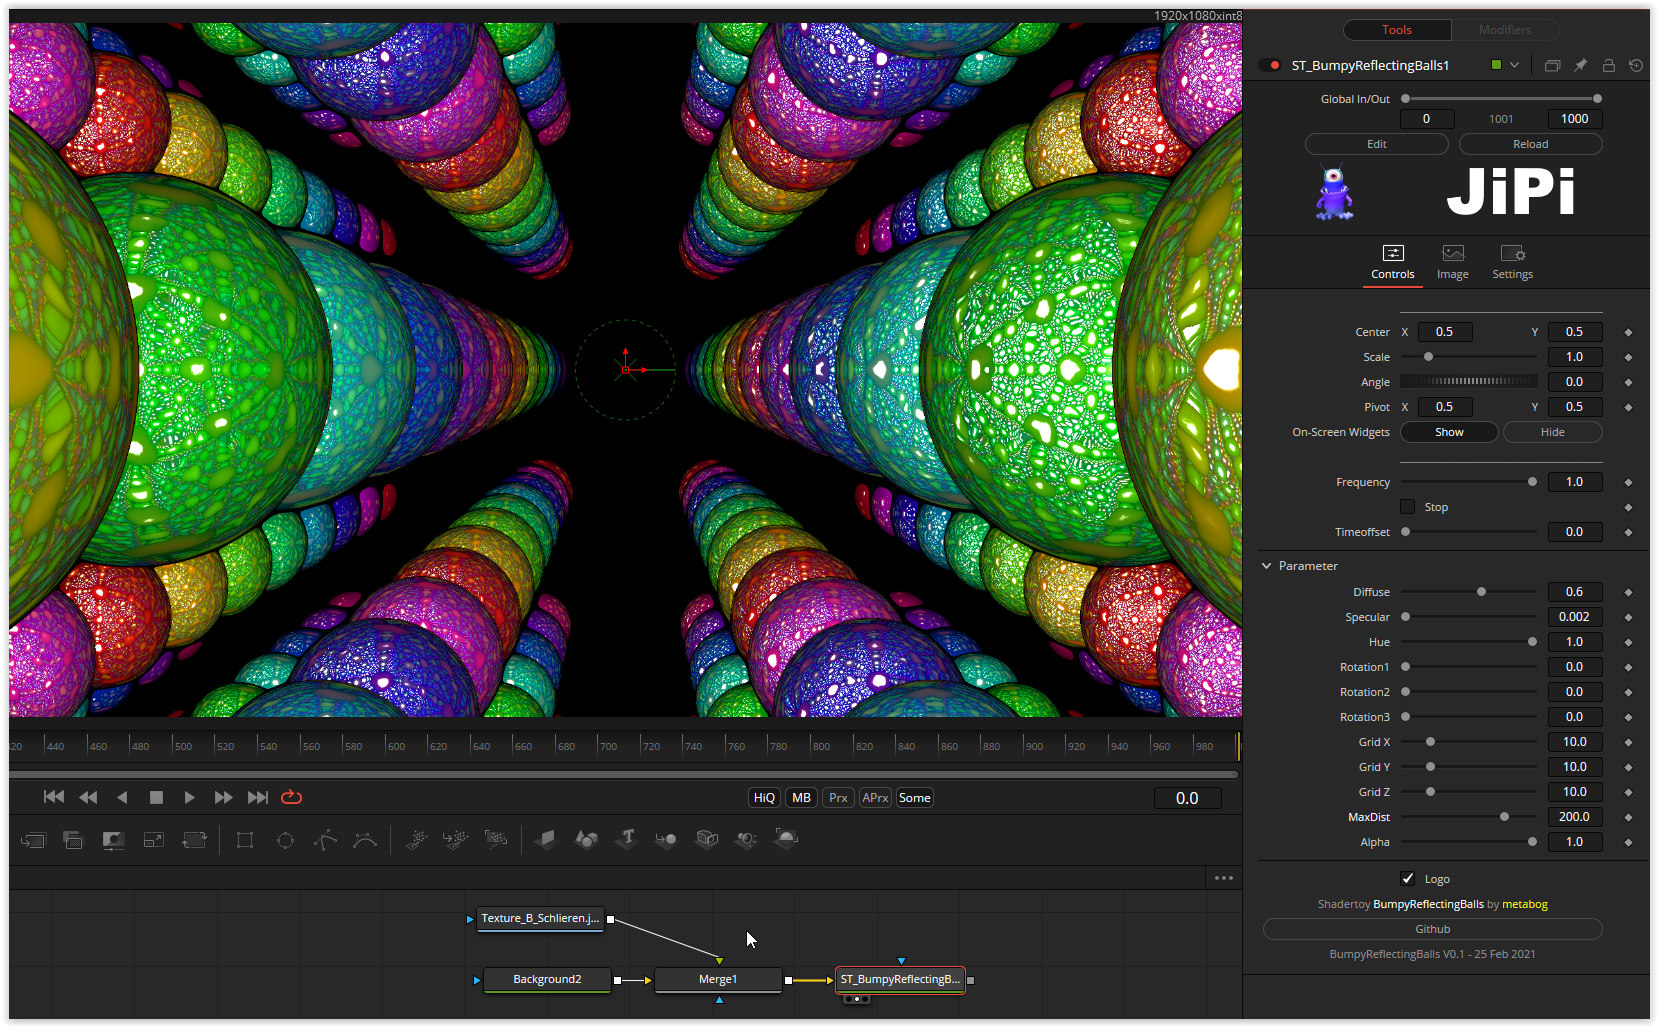 1920x1080xint8
Tools Modifiers
ST_BumpyReflectingBalls1
Global In/Out
0 1001 1000
Edit Reload
JiPi
Controls Image Settings
Center X 0.5 Y 0.5
Scale 1.0
Angle 0.0
Pivot X 0.5 Y 0.5
On-Screen Widgets Show Hide
Frequency 1.0
Stop
Timeoffset 0.0
Parameter
Diffuse 0.6
Specular 0.002
Hue 1.0
Rotation1 0.0
Rotation2 0.0
Rotation3 0.0
Grid X 10.0
Grid Y 10.0
Grid Z 10.0
MaxDist 200.0
Alpha 1.0
Logo
Shadertoy BumpyReflectingBalls by metabog
Github
BumpyReflectingBalls V0.1 - 25 Feb 2021
440 460 480 500 520 540 560 580 600 620 640 660 680 700 720 740 760 780 800 820 840 860 880 900 920 940 960 980
HiQ MB Prx APrx Some 0.0
Texture_B_Schlieren.j...
Background2 Merge1 ST_BumpyReflectingB...